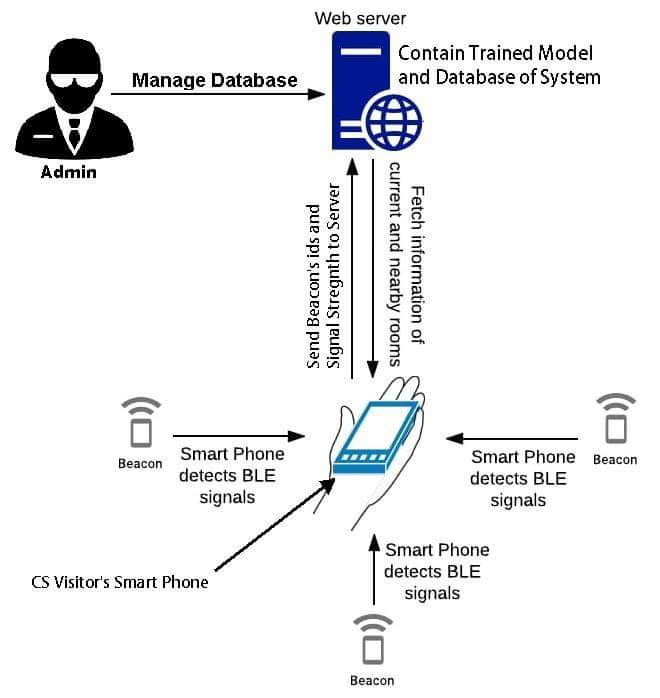 Web server
Contain Trained Model
and Database of System
Manage Database
Admin
Send Beacon's ids and
Signal Stregnth to Server
Fetch information of
current and nearby rooms
Beacon
Smart Phone
detects BLE
signals
Smart Phone
detects BLE
signals
Beacon
CS Visitor's Smart Phone
Smart Phone
detects BLE
signals
Beacon